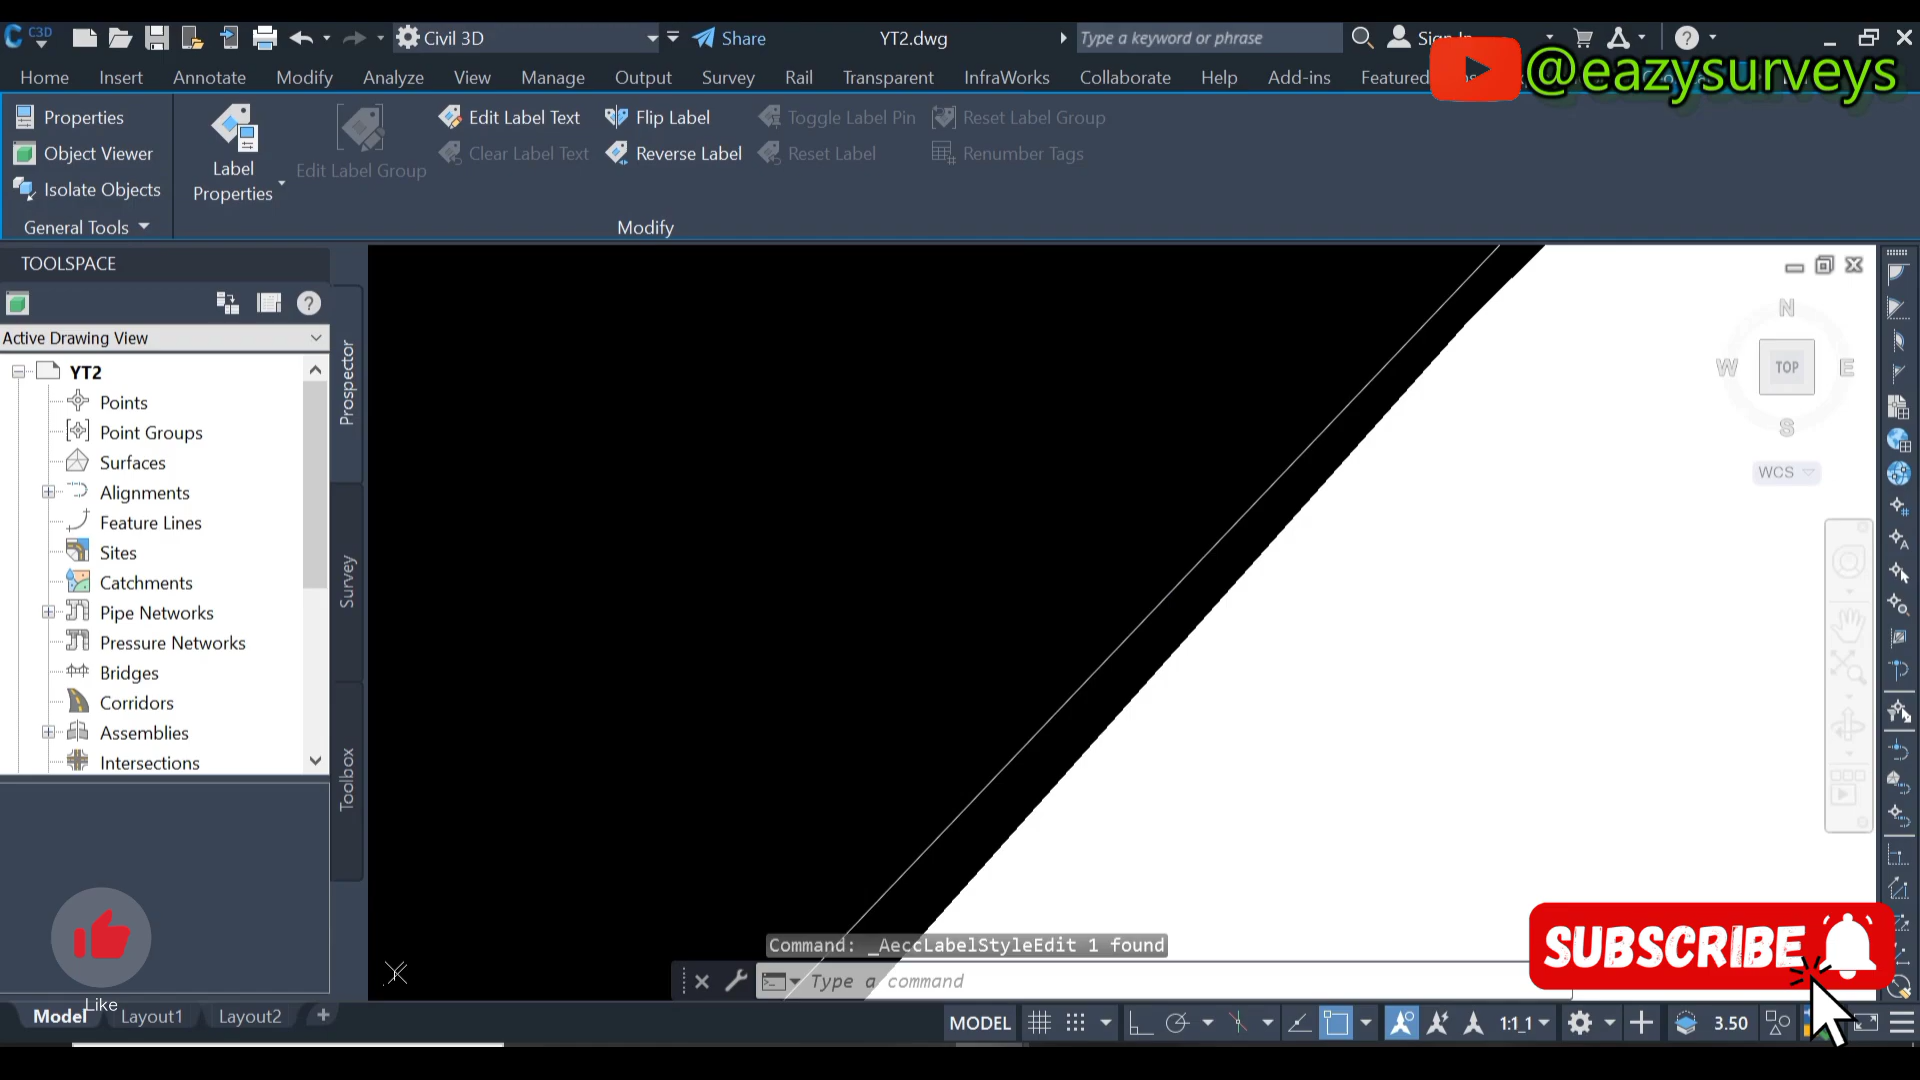 C3D
Civil 3D
Share
YT2.dwg
Type a keyword or phrase
@eazysurveys
Home Insert Annotate Modify Analyze View Manage Output Survey Rail Transparent InfraWorks Collaborate Help Add-ins Featured
Properties
Object Viewer
Isolate Objects
General Tools
Label
Properties
Edit Label Group
Edit Label Text
Clear Label Text
Flip Label
Reverse Label
Toggle Label Pin
Reset Label
Reset Label Group
Renumber Tags
Modify
TOOLSPACE
Active Drawing View
YT2
Points
Point Groups
Surfaces
Alignments
Feature Lines
Sites
Catchments
Pipe Networks
Pressure Networks
Bridges
Corridors
Assemblies
Intersections
Prospector
Survey
Toolbox
N
W
TOP
E
S
WCS
Command: _AeccLabelStyleEdit 1 found
Type a command
SUBSCRIBE
Like
Model Layout1 Layout2
MODEL
1:1_1
3.50